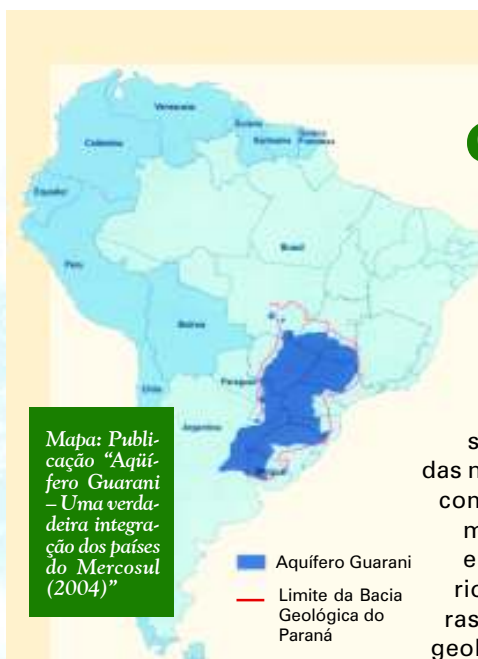 Venezuela
Guiana
Suriname
Guiana
Francesa
Colômbia
Equador
Brasil
Peru
Bolívia
Chile
Paraguai
Argentina
Mapa: Publi-
cação “Aqüí-
fero Guarani
– Uma verda-
deira integra-
ção dos países
do Mercosul
(2004)”
Aquífero Guarani
Limite da Bacia
Geológica do
Paraná
das n
con
m
e
rio
ras
geol